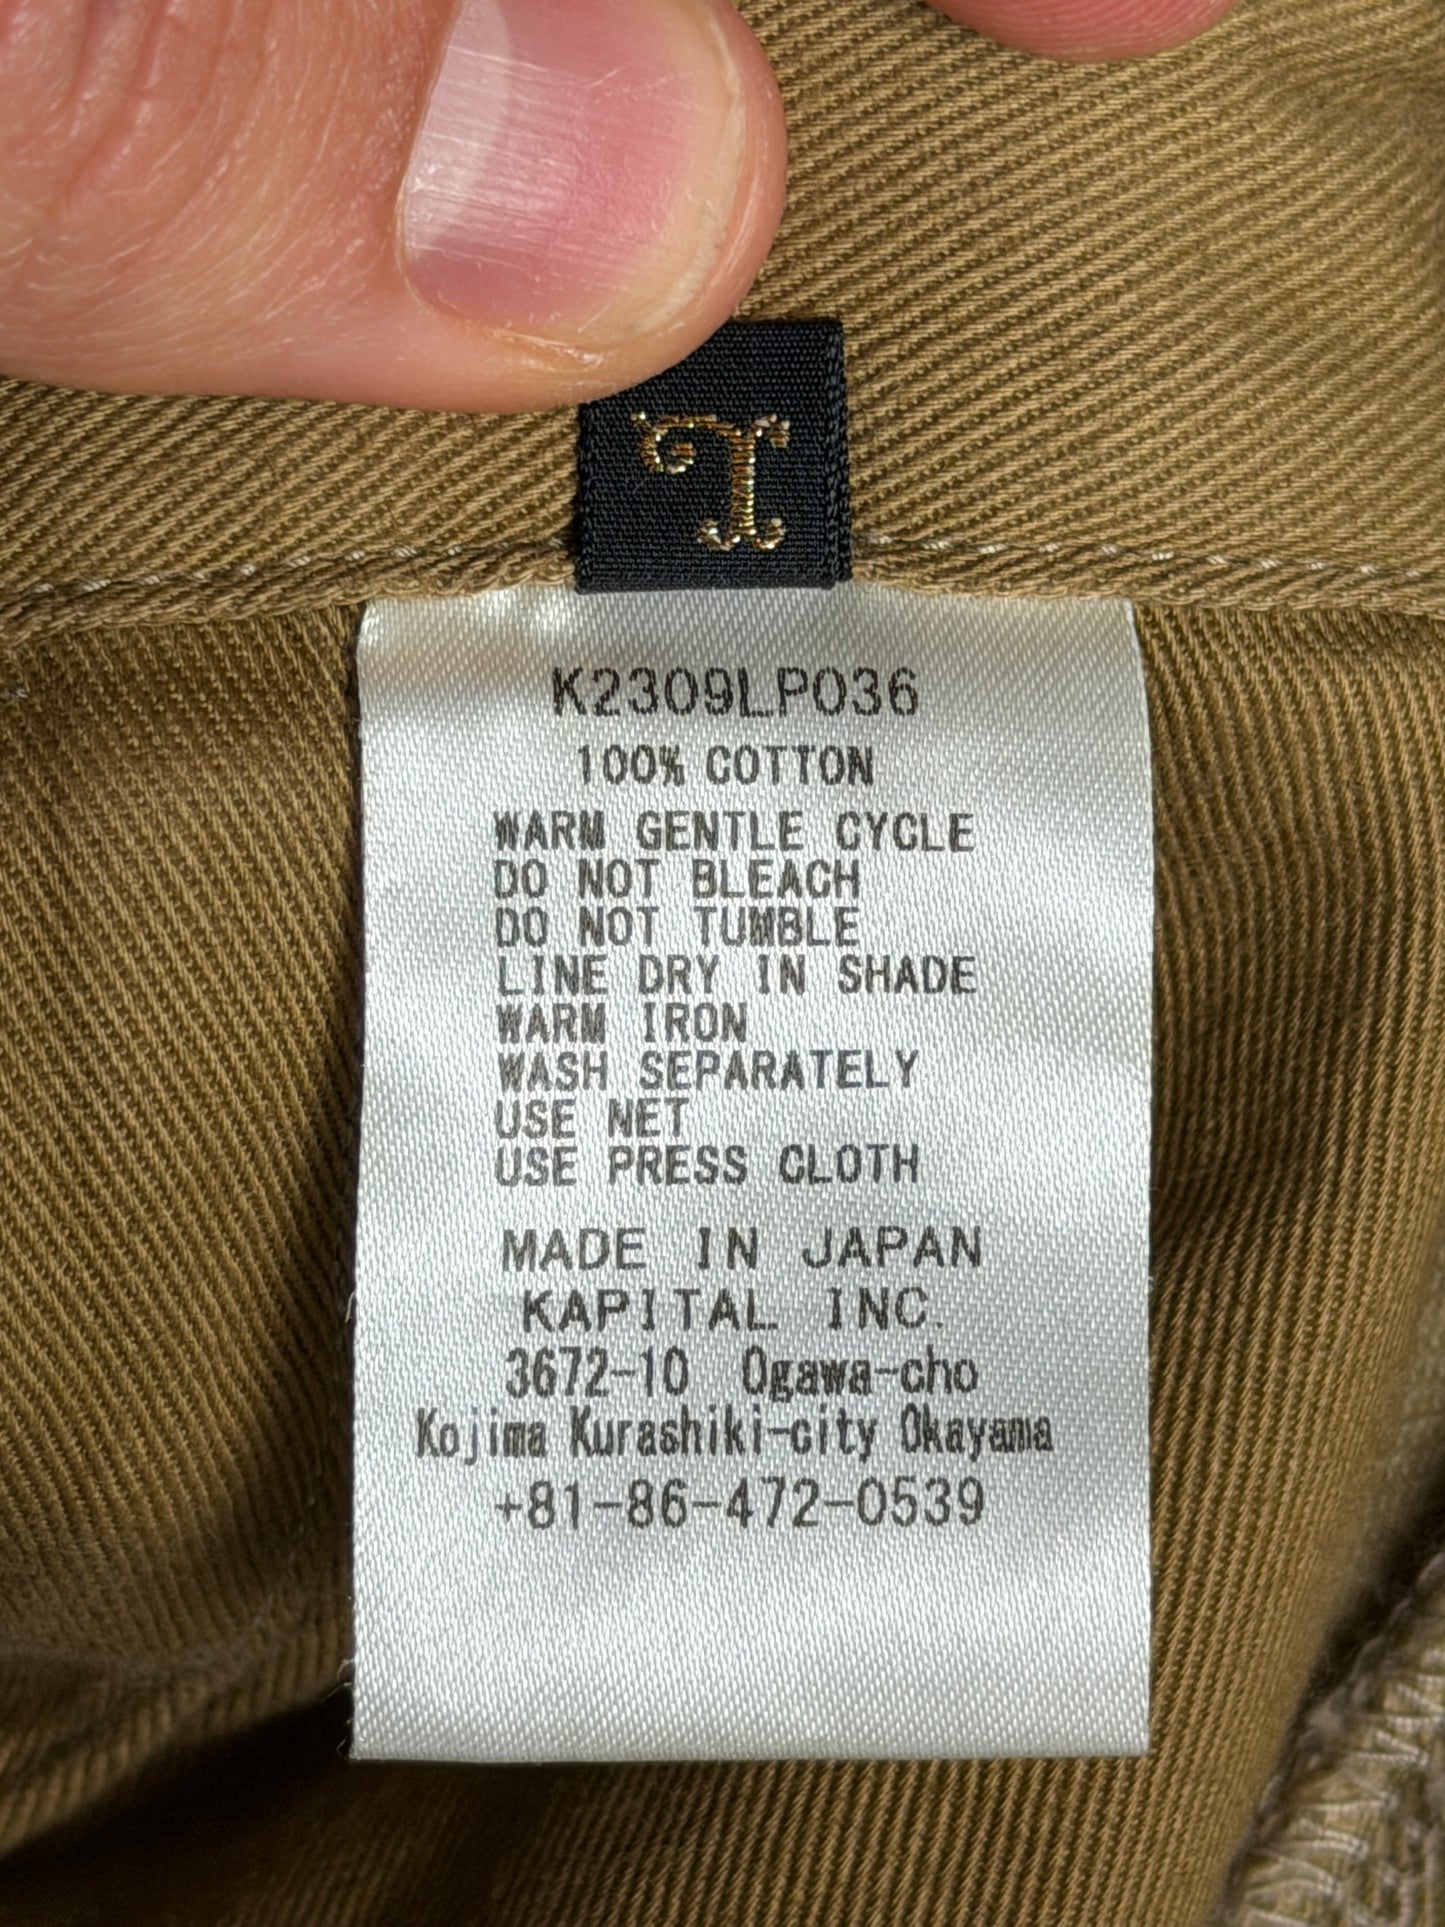 K2309LP036
100% COTTON
WARM GENTLE CYCLE
DO NOT BLEACH
DO NOT TUMBLE
LINE DRY IN SHADE
WARM IRON
WASH SEPARATELY
USE NET
USE PRESS CLOTH
MADE IN JAPAN
KAPITAL INC.
3672-10 Ogawa-cho
Kojima Kurashiki-city Okayama
+81-86-472-0539